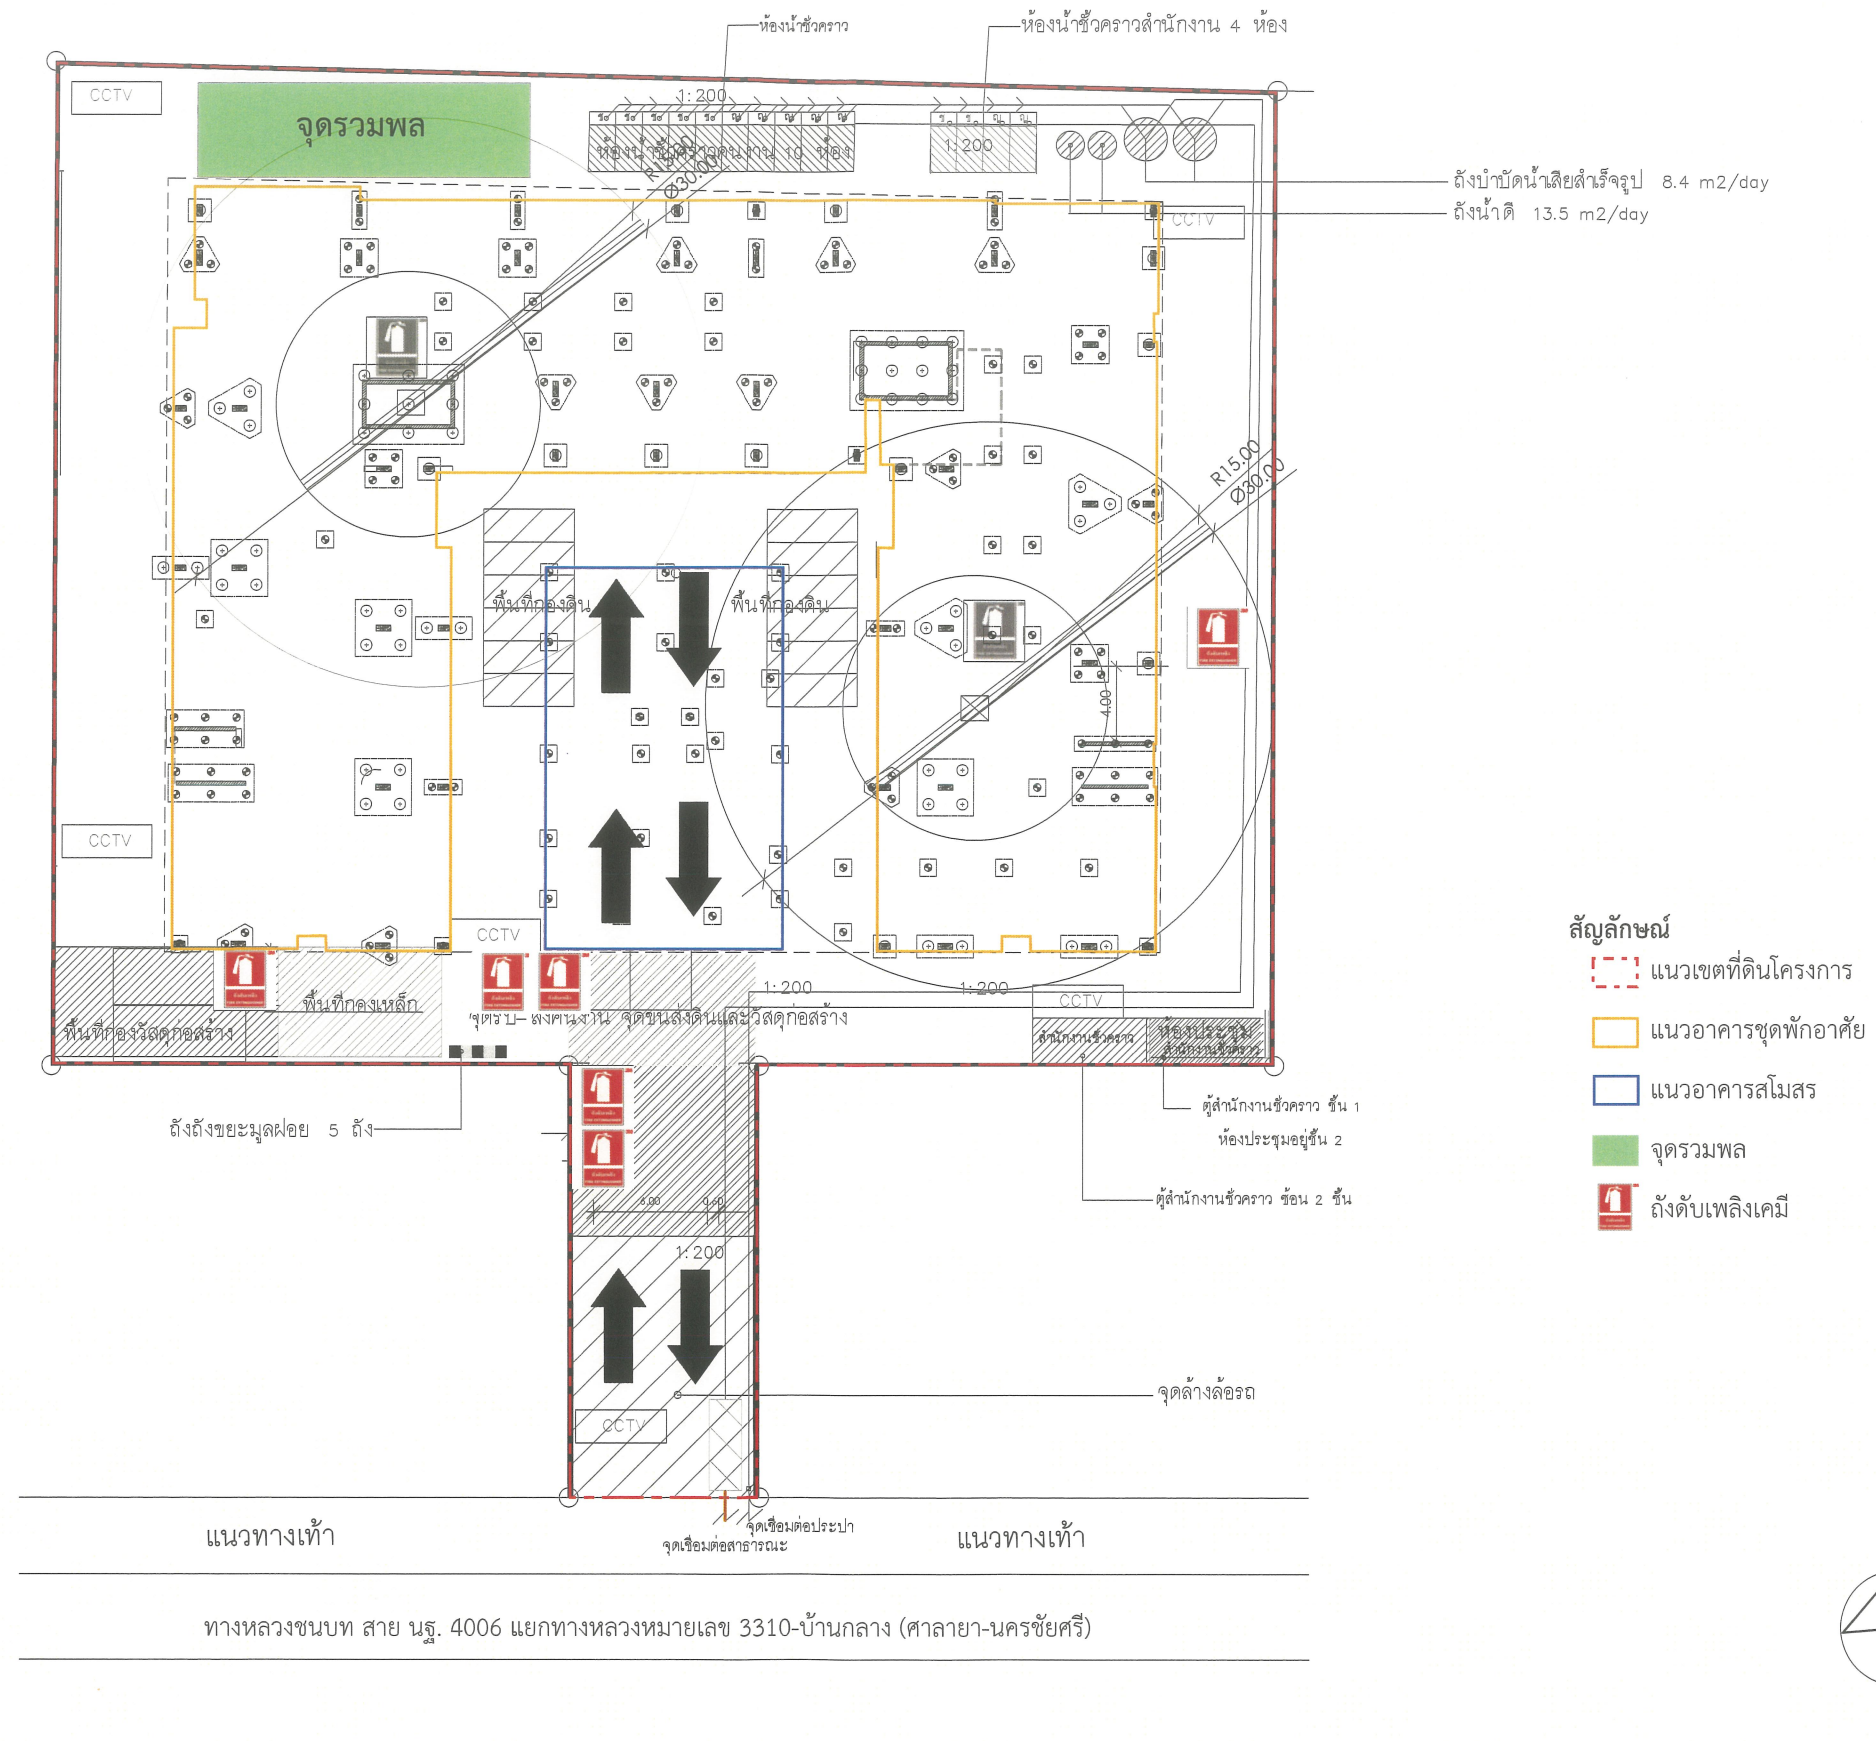 ห้องน้ำชั่วคราว
ห้องน้ำชั่วคราวสำนักงาน 4 ห้อง
CCTV
จุดรวมพล
1:200
ห้องน้ำชั่วคราวคนงาน 10 ห้อง
1:200
R15.00
Ø30.00
ถังบำบัดน้ำเสียสำเร็จรูป 8.4 m2/day
ถังน้ำดี 13.5 m2/day
CCTV
R15.00
Ø30.00
พื้นที่กองดิน
พื้นที่กองดิน
4.00
CCTV
CCTV
สัญลักษณ์
แนวเขตที่ดินโครงการ
แนวอาคารชุดพักอาศัย
แนวอาคารสโมสร
จุดรวมพล
ถังดับเพลิงเคมี
1:200
1:200
CCTV
พื้นที่กองเหล็ก
พื้นที่กองวัสดุก่อสร้าง
จุดรับ-ส่งคนงาน จุดขนส่งดินและวัสดุก่อสร้าง
สำนักงานชั่วคราว
ห้องประชุม
สำนักงานชั่วคราว
ตู้สำนักงานชั่วคราว ชั้น 1
ห้องประชุมอยู่ชั้น 2
ถังถังขยะมูลฝอย 5 ถัง
ตู้สำนักงานชั่วคราว ซ้อน 2 ชั้น
6.00
0.60
1:200
จุดล้างล้อรถ
CCTV
จุดเชื่อมต่อประปา
จุดเชื่อมต่อสาธารณะ
แนวทางเท้า
แนวทางเท้า
ทางหลวงชนบท สาย นฐ. 4006 แยกทางหลวงหมายเลข 3310-บ้านกลาง (ศาลายา-นครชัยศรี)